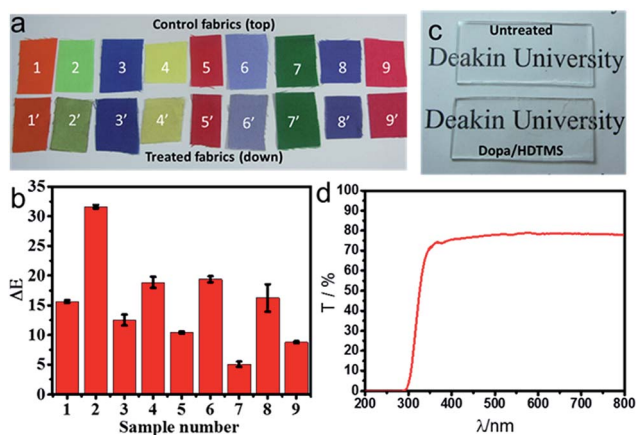 a
Control fabrics (top)
1 2 3 4 5 6 7 8 9
1’ 2’ 3’ 4’ 5’ 6’ 7’ 8’ 9’
Treated fabrics (down)
c
Untreated
Deakin University
Deakin University
Dopa/HDTMS
b
35
30
25
20
15
10
5
0
ΔE
1 2 3 4 5 6 7 8 9
Sample number
d
100
90
80
70
60
50
40
30
20
10
0
T / %
200 300 400 500 600 700 800
λ/nm